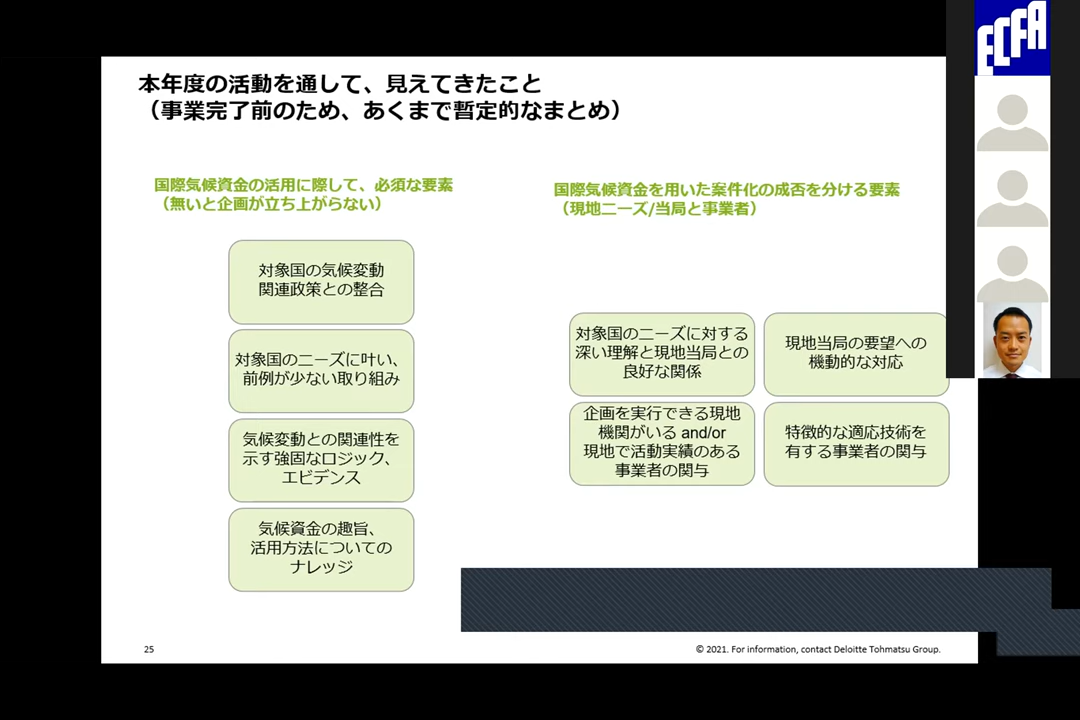 本年度の活動を通して、見えてきたこと
（事業完了前のため、あくまで暫定的なまとめ）
国際気候資金の活用に際して、必須な要素
（無いと企画が立ち上がらない）
対象国の気候変動
関連政策との整合
対象国のニーズに叶い、
前例が少ない取り組み
気候変動との関連性を
示す強固なロジック、
エビデンス
気候資金の趣旨、
活用方法についての
ナレッジ
国際気候資金を用いた案件化の成否を分ける要素
（現地ニーズ/当局と事業者）
対象国のニーズに対する
深い理解と現地当局との
良好な関係
現地当局の要望への
機動的な対応
企画を実行できる現地
機関がいる and/or
現地で活動実績のある
事業者の関与
特徴的な適応技術を
有する事業者の関与
25
© 2021. For information, contact Deloitte Tohmatsu Group.
ECFA